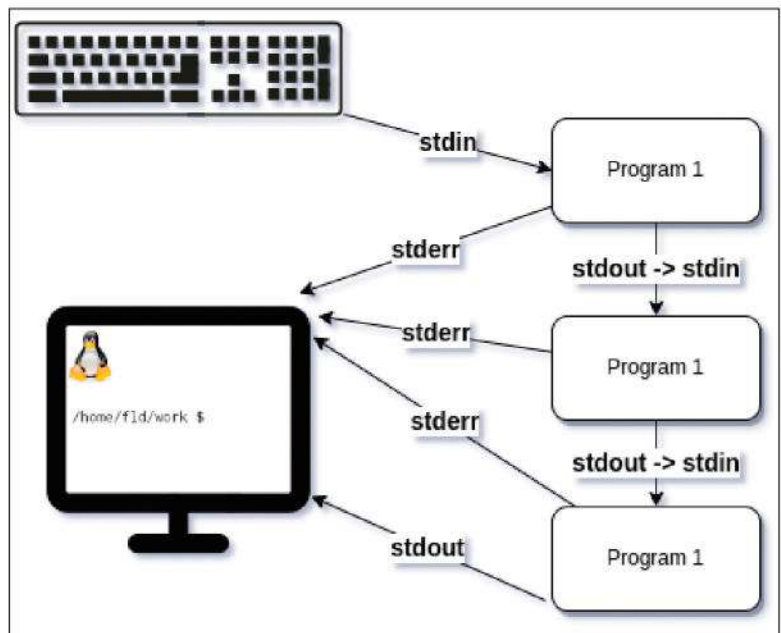 stdin
Program 1
stderr
stdout -> stdin
stderr
Program 1
/home/fld/work $
stderr
stdout -> stdin
stdout
Program 1